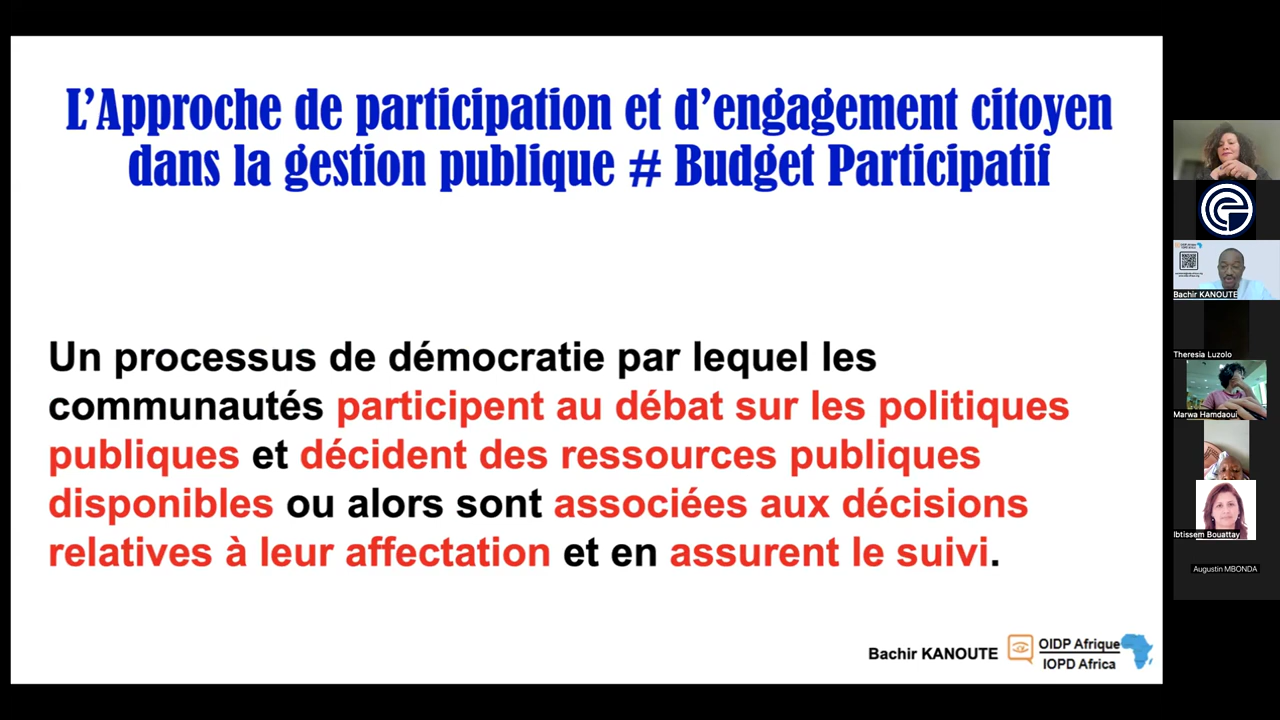 L'Approche de participation et d'engagement citoyen
dans la gestion publique # Budget Participatif
Un processus de démocratie par lequel les
communautés participent au débat sur les politiques
publiques et décident des ressources publiques
disponibles ou alors sont associées aux décisions
relatives à leur affectation et en assurent le suivi.
Bachir KANOUTE
OIDP Afrique
IOPD Africa
Bachir KANOUTE
Theresia Luzolo
Marwa Hamdaoui
Ibtissem Bouattay
Augustin MBONDA